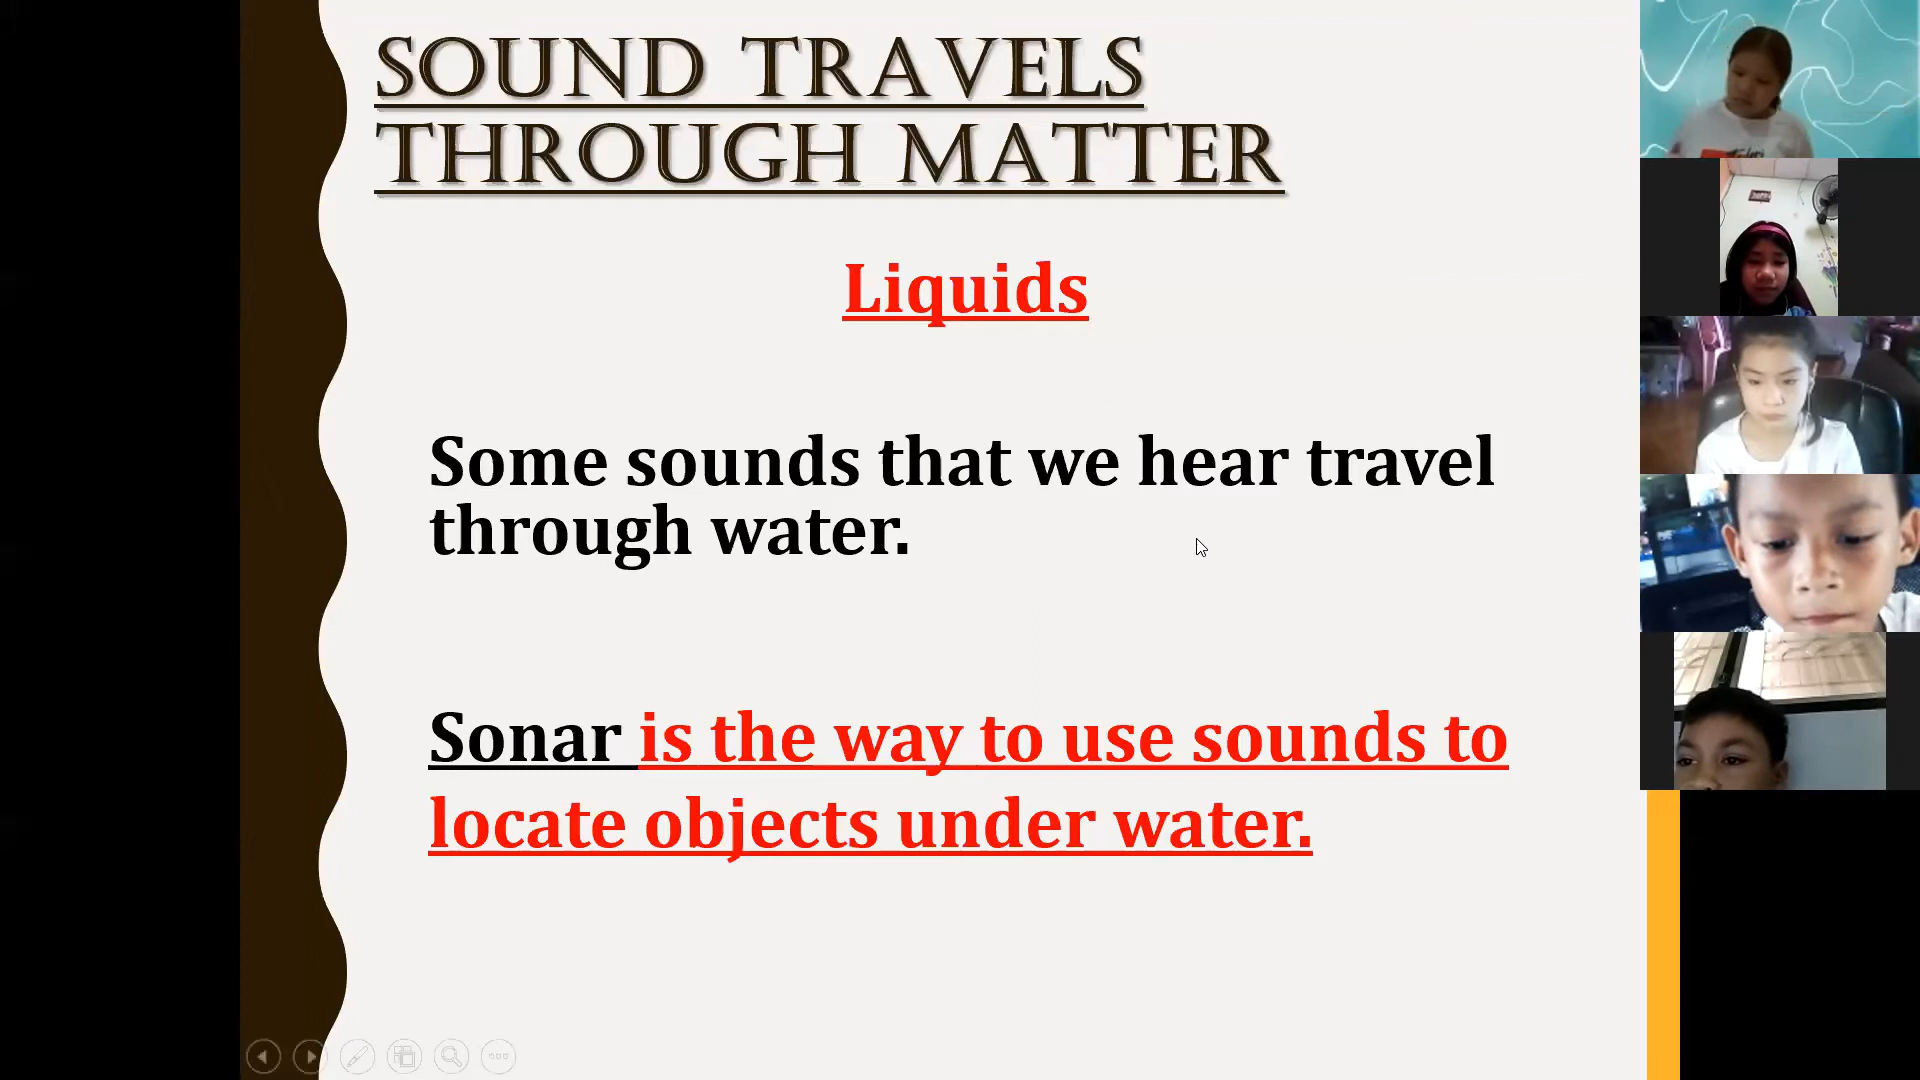 SOUND TRAVELS
THROUGH MATTER
Liquids
Some sounds that we hear travel
through water.
Sonar is the way to use sounds to
locate objects under water.